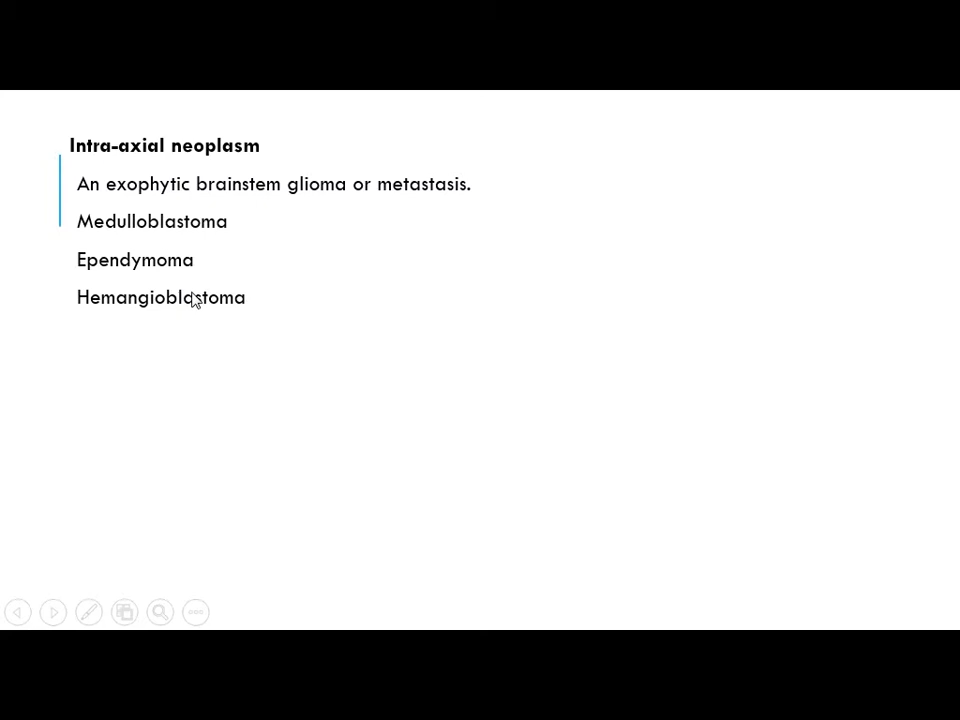 Intra-axial neoplasm
An exophytic brainstem glioma or metastasis.
Medulloblastoma
Ependymoma
Hemangioblastoma